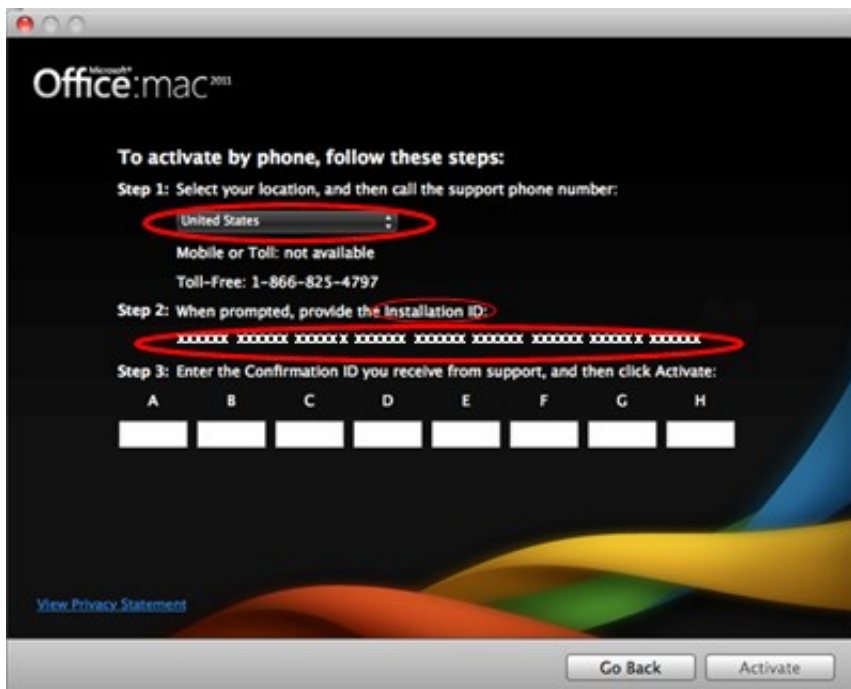 Microsoft®
Office:mac 2011
To activate by phone, follow these steps:
Step 1: Select your location, and then call the support phone number:
United States
Mobile or Toll: not available
Toll-Free: 1-866-825-4797
Step 2: When prompted, provide the Installation ID:
xxxxxx xxxxxx xxxxxx xxxxxx xxxxxx xxxxxx xxxxxx xxxxxx xxxxxx
Step 3: Enter the Confirmation ID you receive from support, and then click Activate:
A B C D E F G H
View Privacy Statement
Go Back Activate